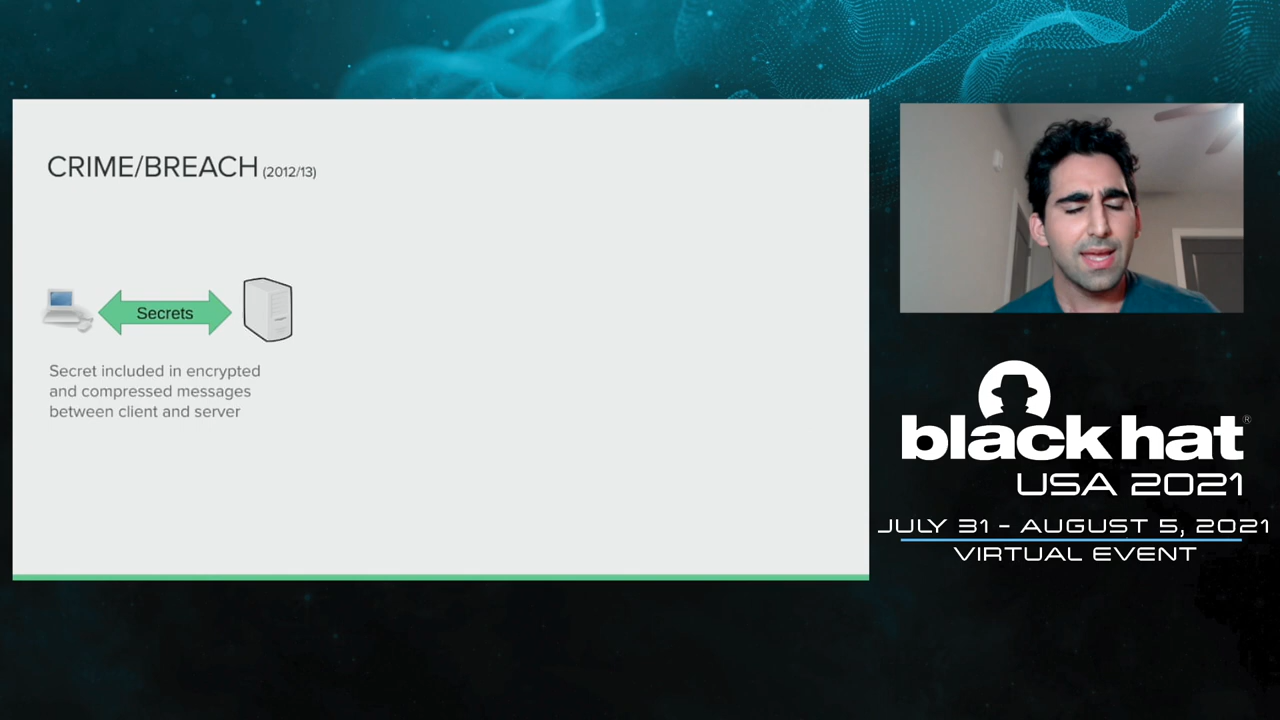 CRIME/BREACH (2012/13)
Secrets
Secret included in encrypted
and compressed messages
between client and server
black hat®
USA 2021
JULY 31 - AUGUST 5, 2021
VIRTUAL EVENT